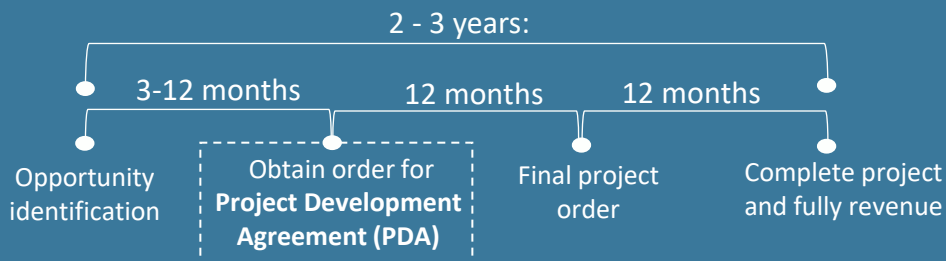 2 - 3 years:
3-12 months
12 months
12 months
Opportunity
identification
Obtain order for
Project Development
Agreement (PDA)
Final project
order
Complete project
and fully revenue